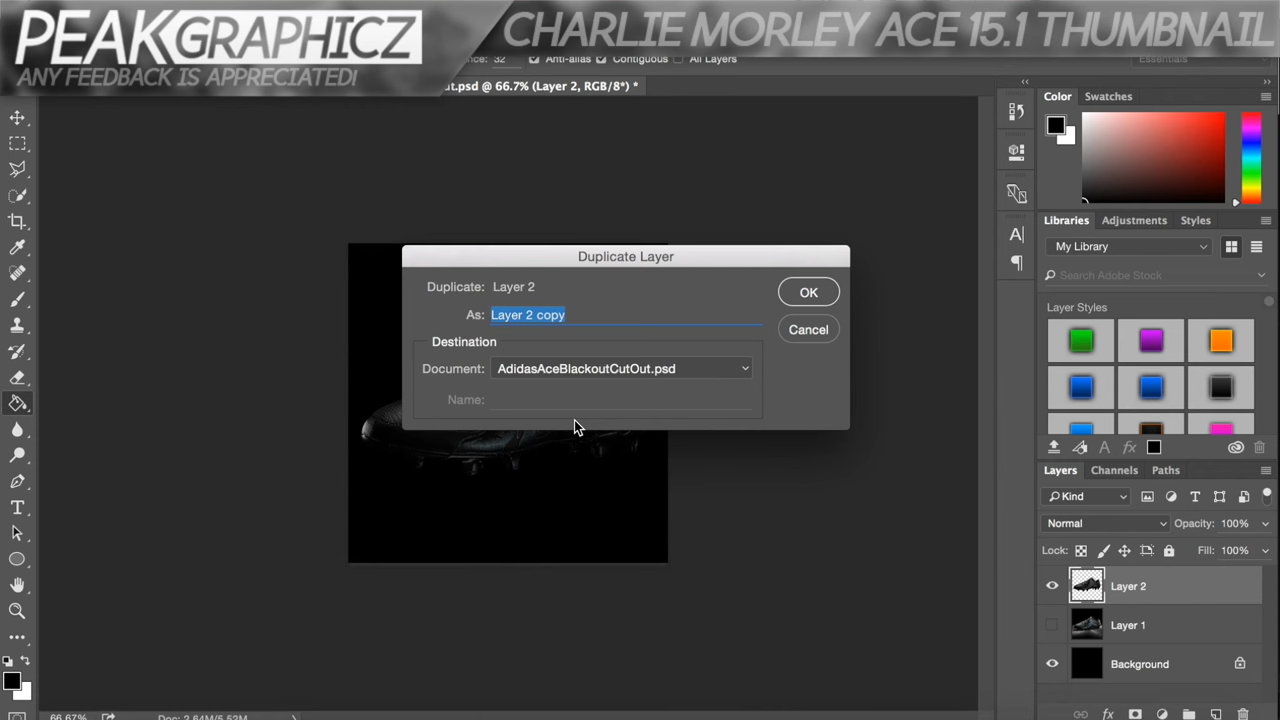 PEAKGRAPHICZ
ANY FEEDBACK IS APPRECIATED!
CHARLIE MORLEY ACE 15.1 THUMBNAIL
32
Anti-alias
Contiguous
All Layers
Essentials
ut.psd @ 66.7% (Layer 2, RGB/8*) *
Color
Swatches
Duplicate Layer
Duplicate: Layer 2
As: Layer 2 copy
Destination
Document: AdidasAceBlackoutCutOut.psd
Name:
OK
Cancel
Libraries
Adjustments
Styles
My Library
Search Adobe Stock
Layer Styles
Layers
Channels
Paths
Kind
Normal
Opacity: 100%
Lock:
Fill: 100%
Layer 2
Layer 1
Background
66.67%
Doc: 2.64M/5.52M